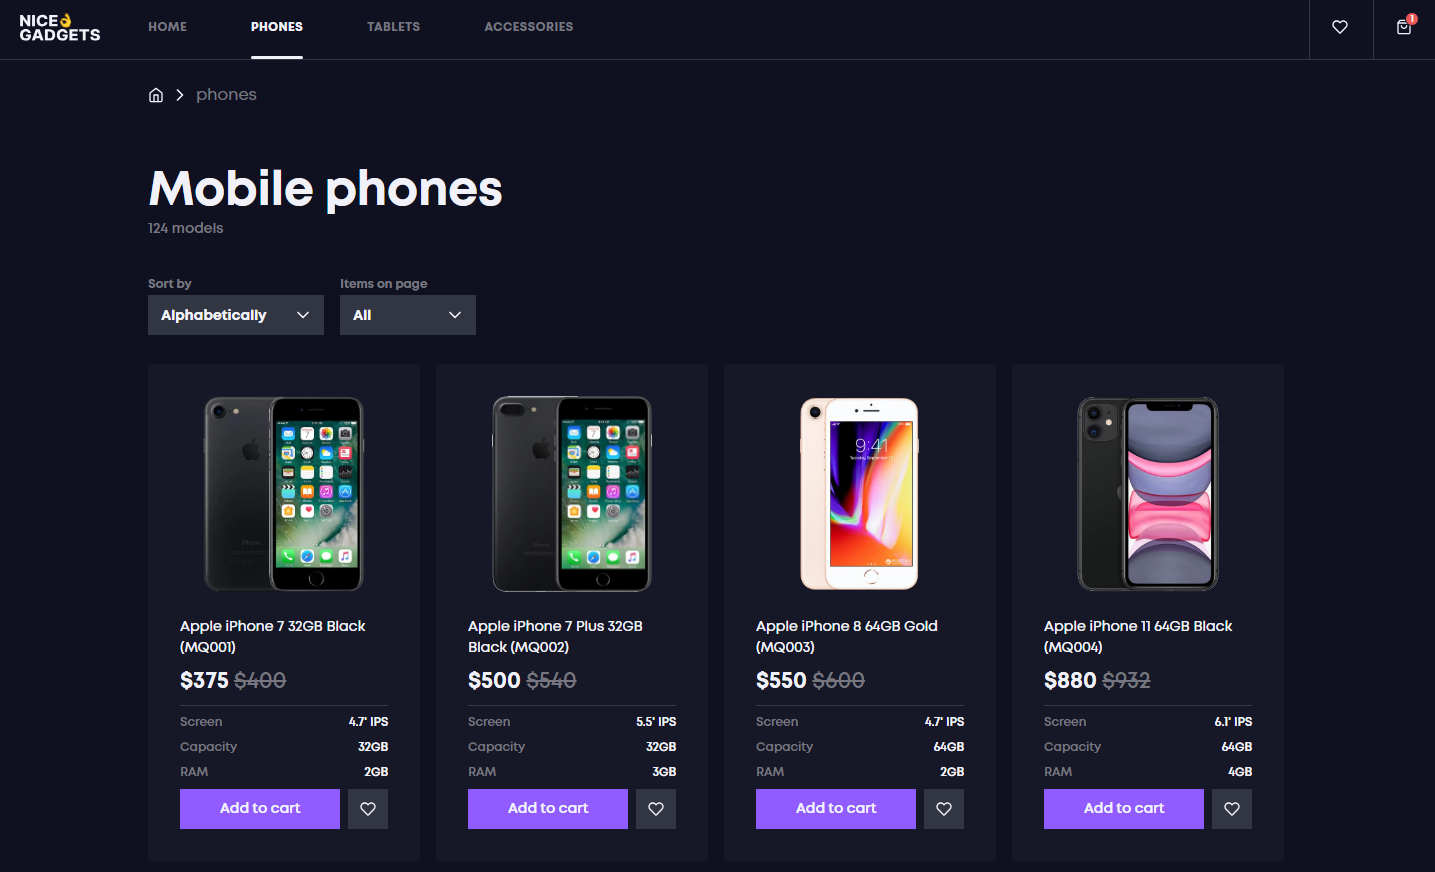 NICE👌
GADGETS
HOME
PHONES
TABLETS
ACCESSORIES
1
phones
Mobile phones
124 models
Sort by
Items on page
Alphabetically
All
9:41
Apple iPhone 7 32GB Black
(MQ001)
$375 $400
Screen 4.7' IPS
Capacity 32GB
RAM 2GB
Add to cart
Apple iPhone 7 Plus 32GB
Black (MQ002)
$500 $540
Screen 5.5' IPS
Capacity 32GB
RAM 3GB
Add to cart
Apple iPhone 8 64GB Gold
(MQ003)
$550 $600
Screen 4.7' IPS
Capacity 64GB
RAM 2GB
Add to cart
Apple iPhone 11 64GB Black
(MQ004)
$880 $932
Screen 6.1' IPS
Capacity 64GB
RAM 4GB
Add to cart